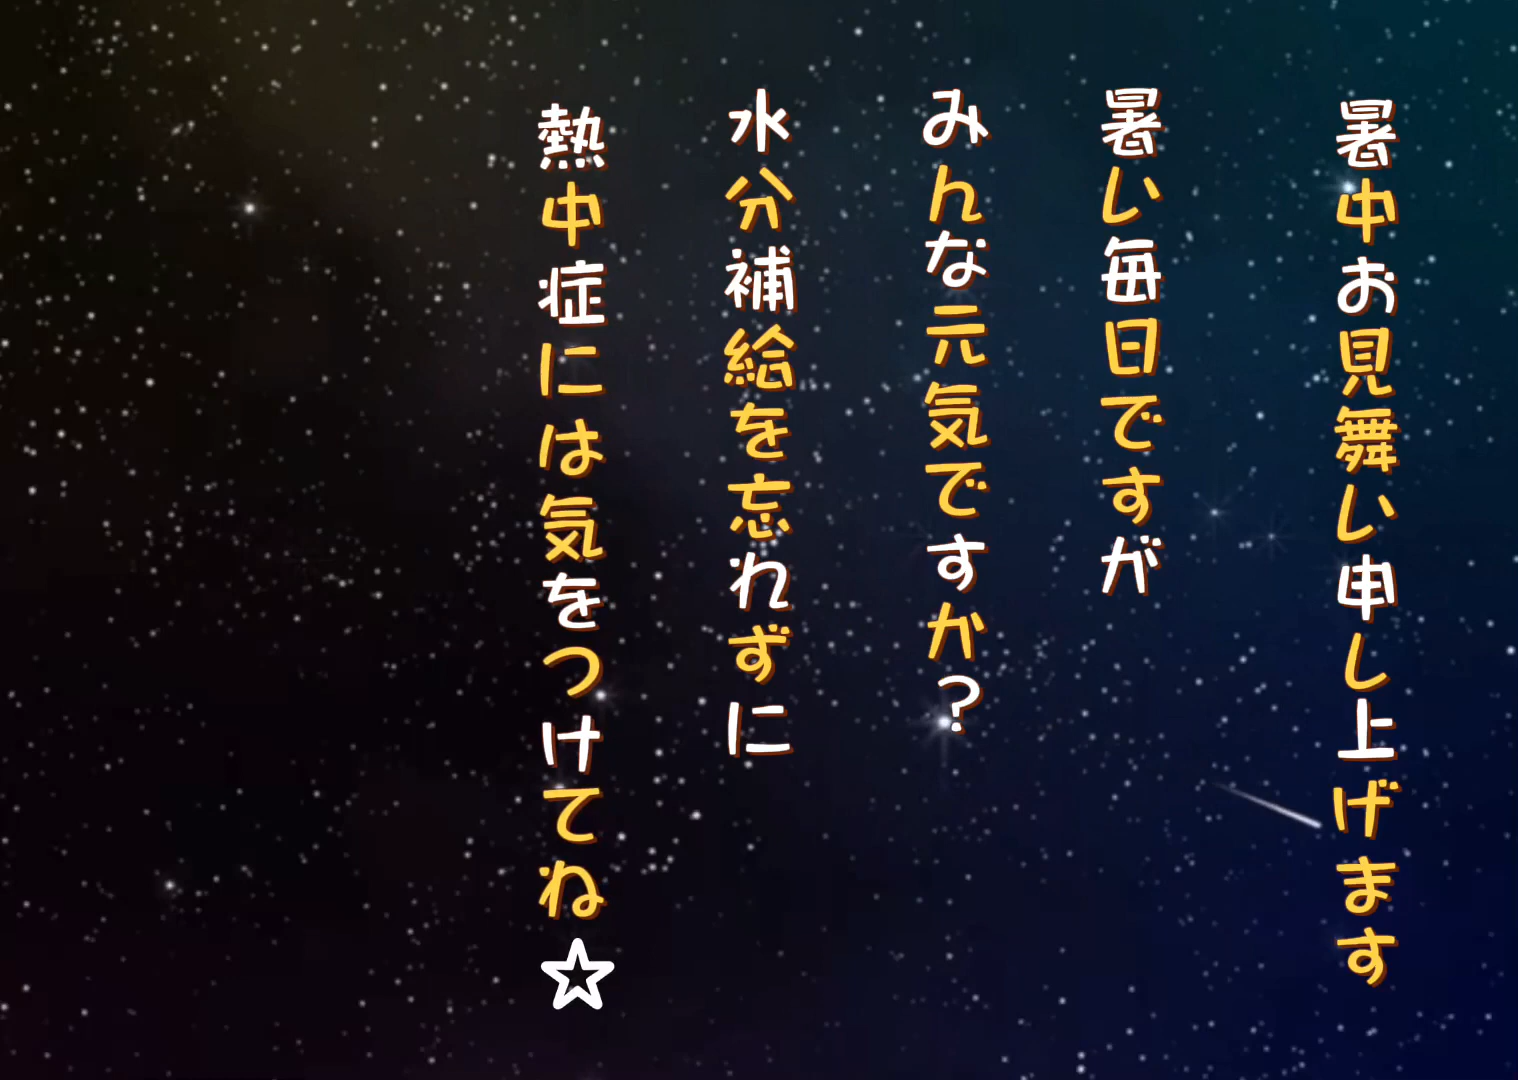 暑中お見舞い申し上げます
暑い毎日ですが
みんな元気ですか？
水分補給を忘れずに
熱中症には気をつけてね☆